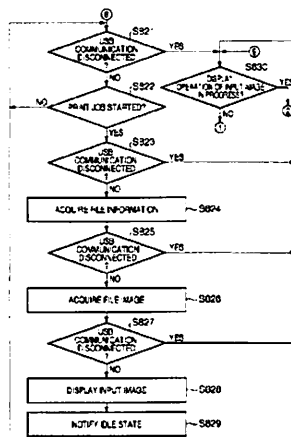 S821
USB
COMMUNICATION
DISCONNECTED
?
YES
NO
S830
DISPLAY
OPERATION OF INPUT IMAGE
IN PROGRESS?
YES
NO
1
S822
PRINT JOB STARTED?
NO
YES
S823
USB
COMMUNICATION
DISCONNECTED
?
YES
NO
ACQUIRE FILE INFORMATION
S824
S825
USB
COMMUNICATION
DISCONNECTED
?
YES
NO
ACQUIRE FILE IMAGE
S826
S827
USB
COMMUNICATION
DISCONNECTED
?
YES
NO
DISPLAY INPUT IMAGE
S828
NOTIFY IDLE STATE
S829